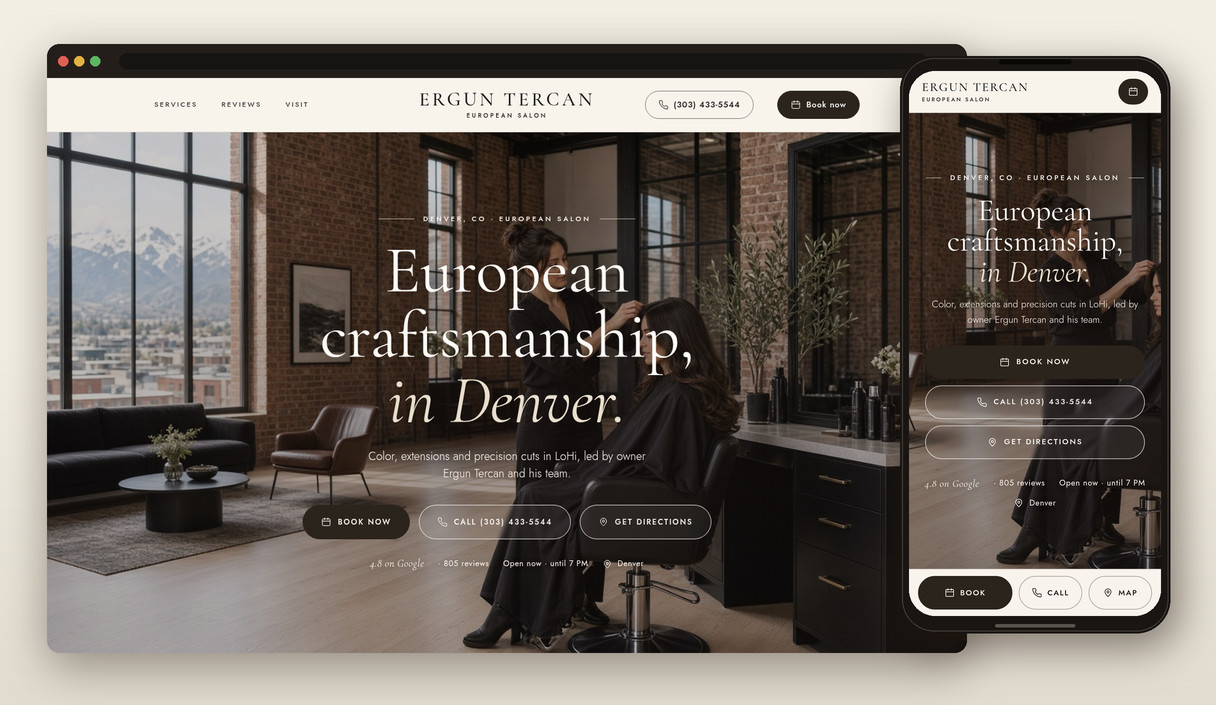 SERVICES REVIEWS VISIT
ERGUN TERCAN
EUROPEAN SALON
(303) 433-5544
Book now
DENVER, CO · EUROPEAN SALON
European
craftsmanship,
in Denver.
Color, extensions and precision cuts in LoHi, led by owner
Ergun Tercan and his team.
BOOK NOW
CALL (303) 433-5544
GET DIRECTIONS
4.8 on Google · 805 reviews Open now · until 7 PM Denver
ERGUN TERCAN
EUROPEAN SALON
DENVER, CO · EUROPEAN SALON
European
craftsmanship,
in Denver.
Color, extensions and precision cuts in LoHi, led by
owner Ergun Tercan and his team.
BOOK NOW
CALL (303) 433-5544
GET DIRECTIONS
4.8 on Google · 805 reviews Open now · until 7 PM
Denver
BOOK
CALL
MAP